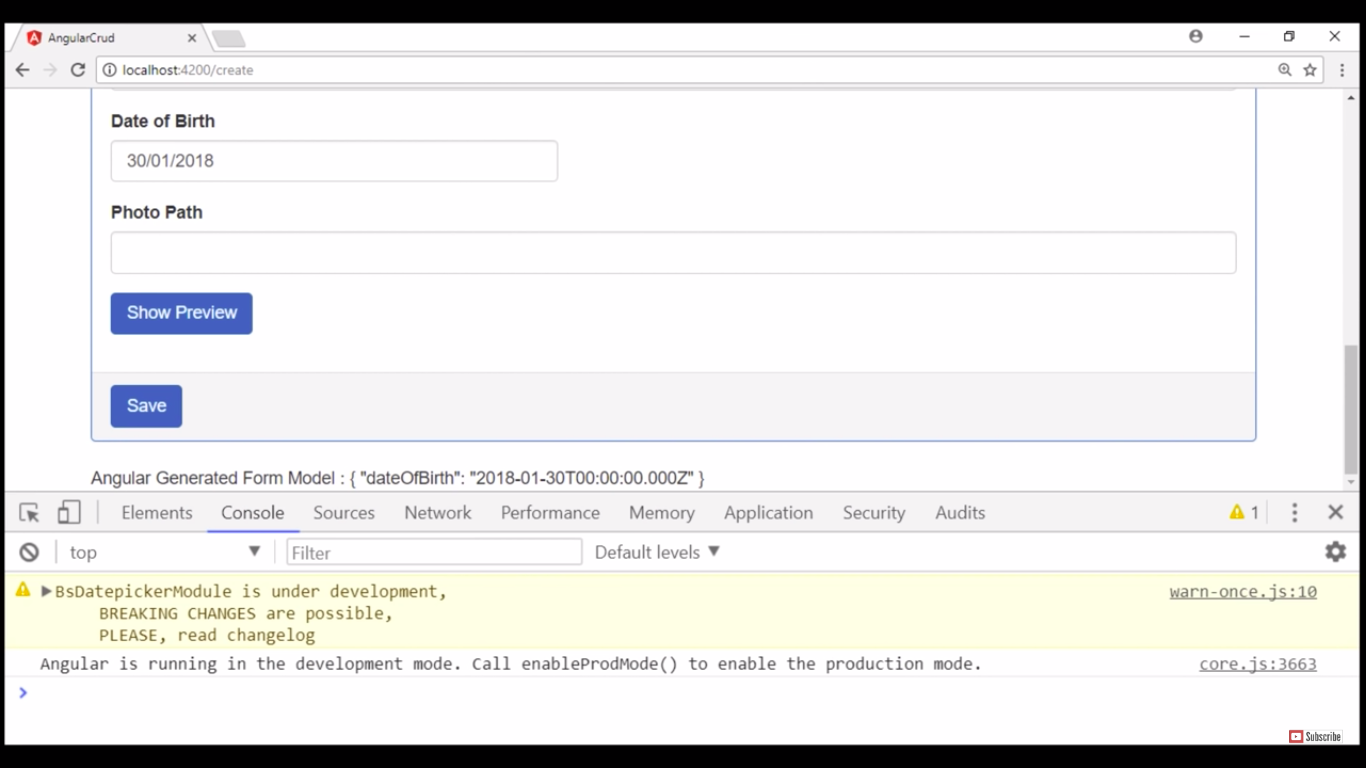 AngularCrud
localhost:4200/create
Date of Birth
30/01/2018
Photo Path
Show Preview
Save
Angular Generated Form Model : { "dateOfBirth": "2018-01-30T00:00:00.000Z" }
Elements Console Sources Network Performance Memory Application Security Audits 1
top Filter Default levels
BsDatepickerModule is under development, warn-once.js:10
BREAKING CHANGES are possible,
PLEASE, read changelog
Angular is running in the development mode. Call enableProdMode() to enable the production mode. core.js:3663
Subscribe